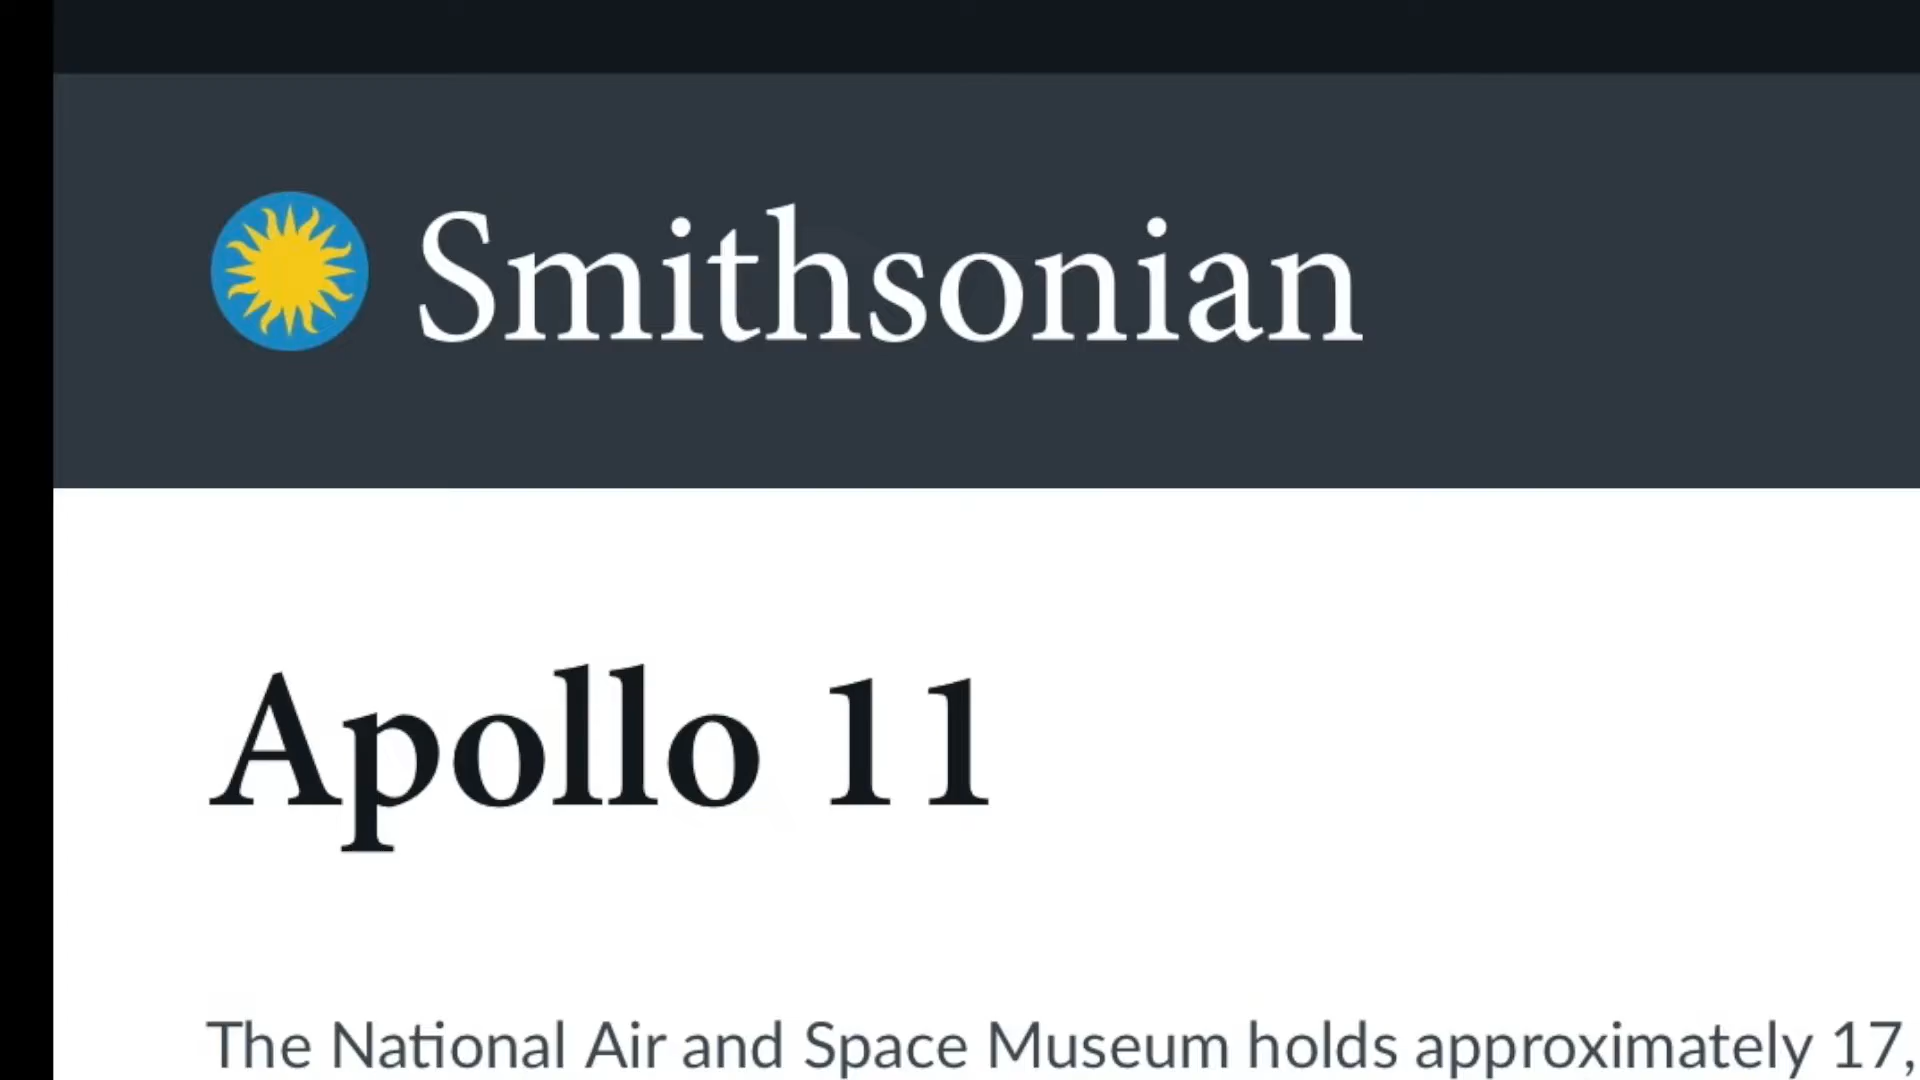 Smithsonian
Apollo 11
The National Air and Space Museum holds approximately 17,